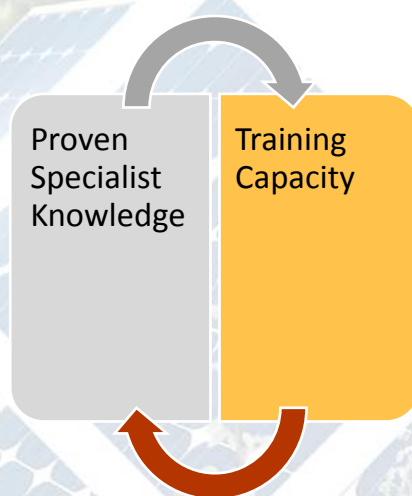 Proven
Specialist
Knowledge
Training
Capacity